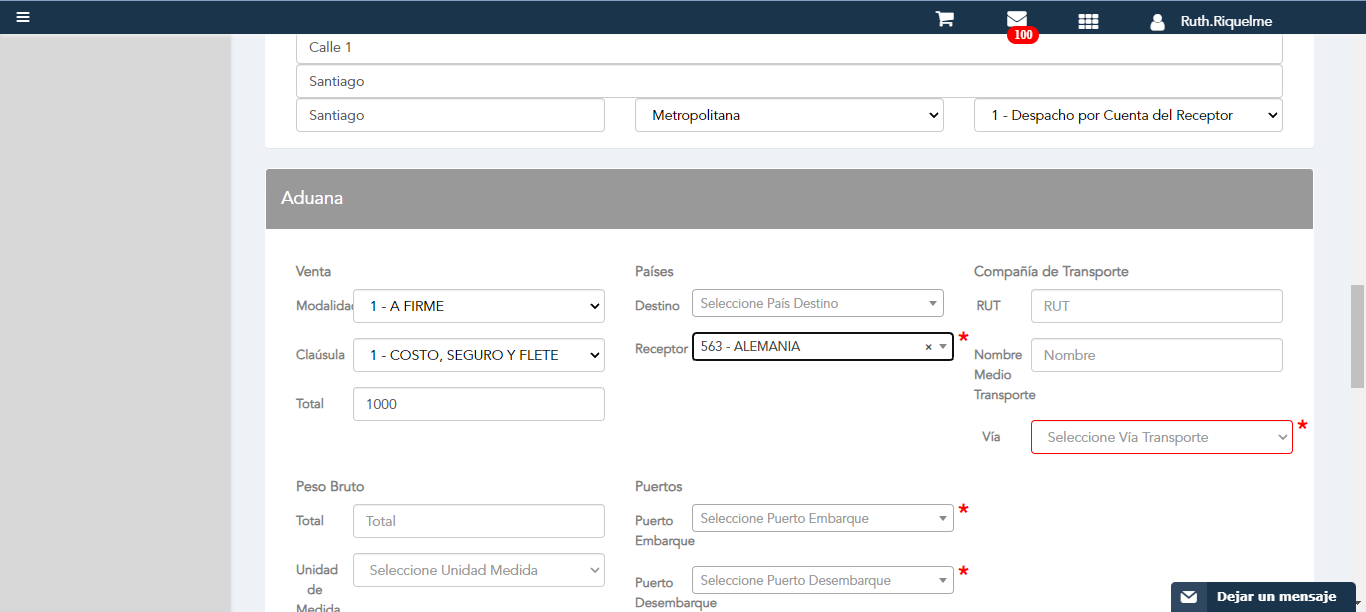 Ruth.Riquelme
100
Calle 1
Santiago
Santiago
Metropolitana
1 - Despacho por Cuenta del Receptor
Aduana
Venta
Países
Compañía de Transporte
Modalidad
1 - A FIRME
Destino
Seleccione País Destino
RUT
RUT
Claúsula
1 - COSTO, SEGURO Y FLETE
Receptor
563 - ALEMANIA
× 
*
Nombre
Medio
Transporte
Nombre
Total
1000
Vía
Seleccione Vía Transporte
*
Peso Bruto
Puertos
Total
Total
Puerto
Embarque
Seleccione Puerto Embarque
*
Unidad
de
Medida
Seleccione Unidad Medida
Puerto
Desembarque
Seleccione Puerto Desembarque
*
Dejar un mensaje